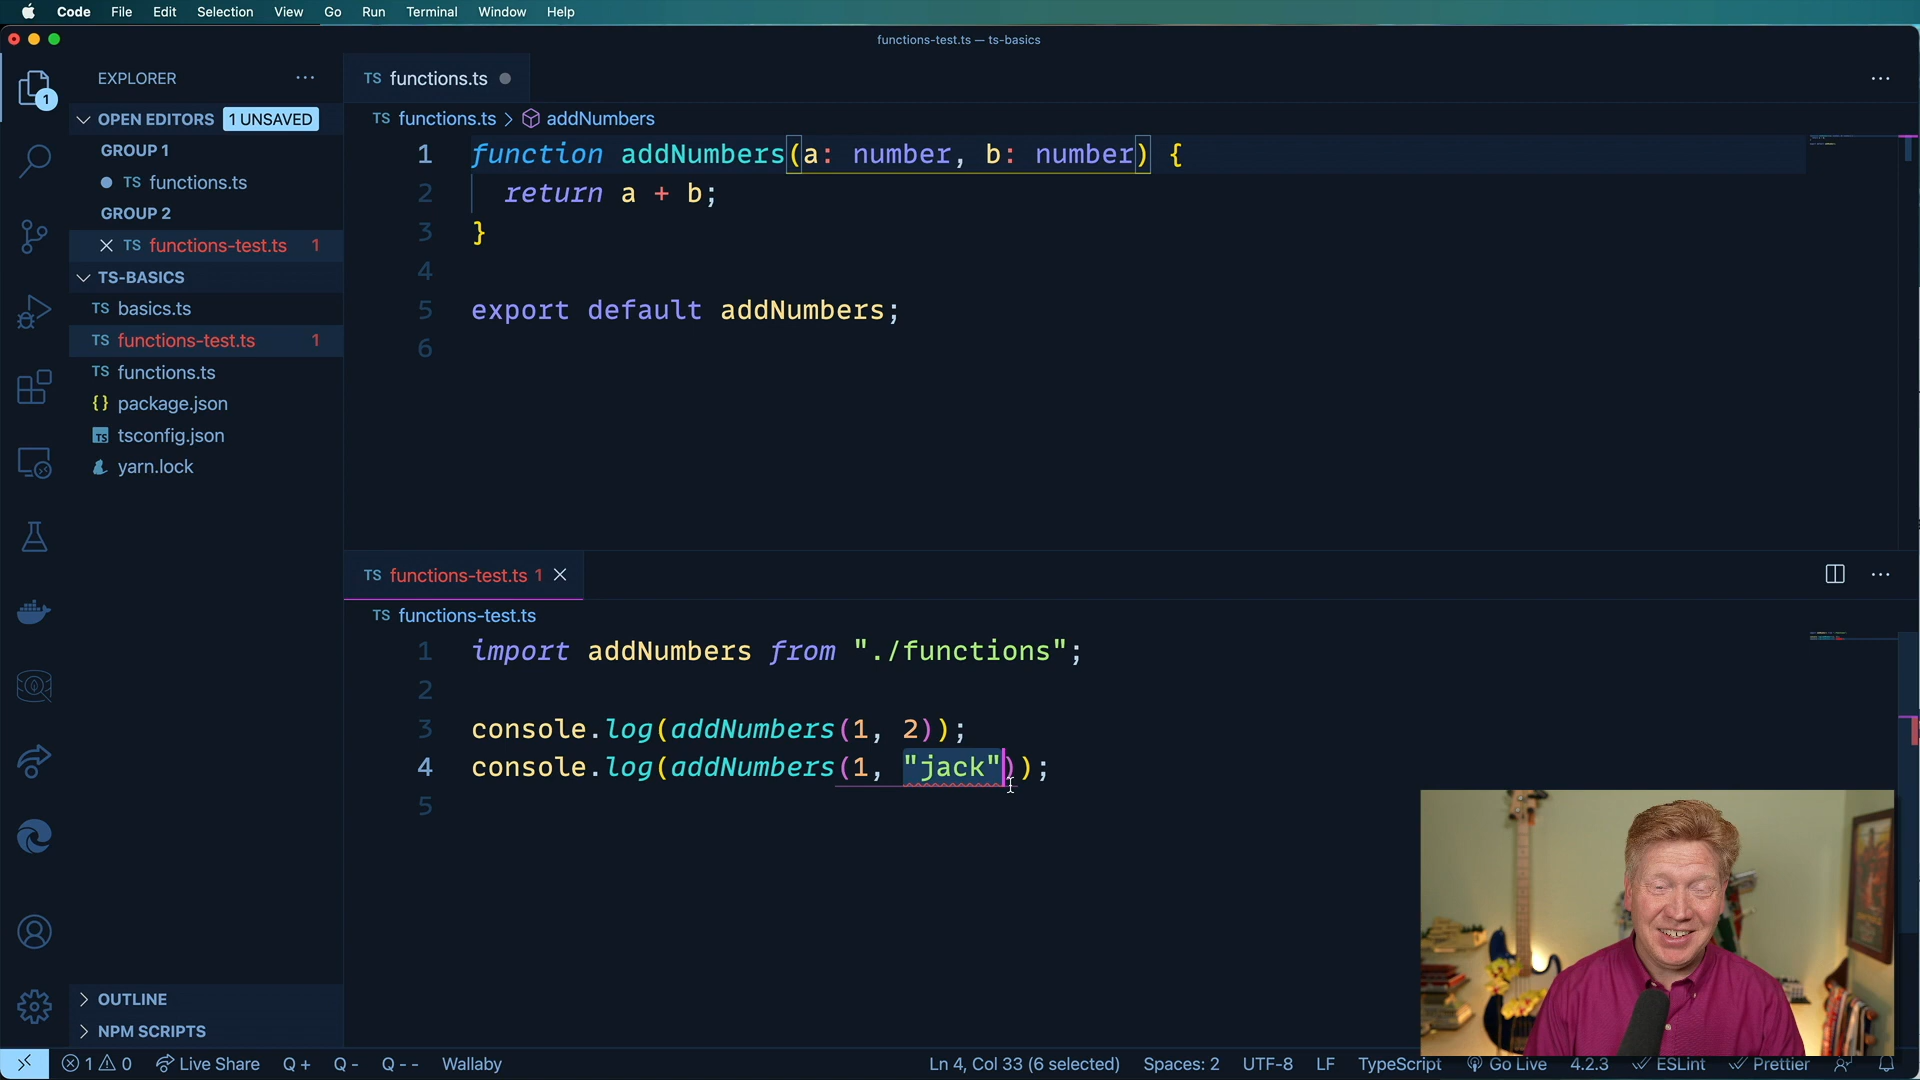 Code File Edit Selection View Go Run Terminal Window Help
functions-test.ts — ts-basics
EXPLORER
1
OPEN EDITORS 1 UNSAVED
GROUP 1
TS functions.ts
GROUP 2
TS functions-test.ts 1
TS-BASICS
TS basics.ts
TS functions-test.ts 1
TS functions.ts
{} package.json
TS tsconfig.json
yarn.lock
OUTLINE
NPM SCRIPTS
TS functions.ts
TS functions.ts > addNumbers
1 function addNumbers(a: number, b: number) {
2 return a + b;
3 }
4
5 export default addNumbers;
6
TS functions-test.ts 1
TS functions-test.ts
1 import addNumbers from "./functions";
2
3 console.log(addNumbers(1, 2));
4 console.log(addNumbers(1, "jack"));
5
1 0 Live Share Q + Q - Q - - Wallaby Ln 4, Col 33 (6 selected) Spaces: 2 UTF-8 LF TypeScript Go Live 4.2.3 ESLint Prettier